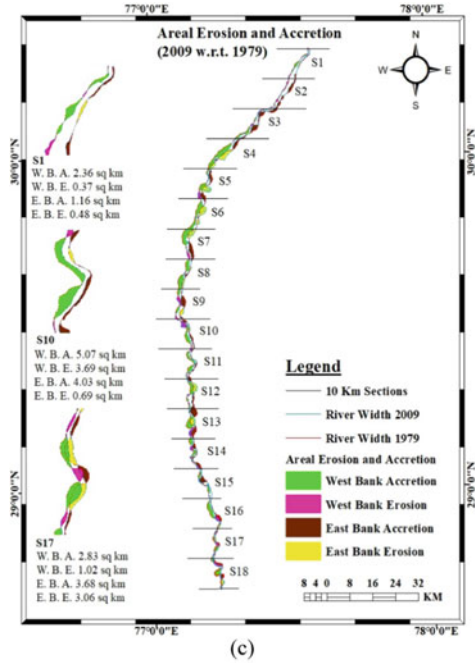 77°0'0"E
78°0'0"E
Areal Erosion and Accretion
(2009 w.r.t. 1979)
N
W
E
S
S1
S2
S3
S4
S5
S6
S7
S8
S9
S10
S11
S12
S13
S14
S15
S16
S17
S18
30°0'0"N
29°0'0"N
S1
W. B. A. 2.36 sq km
W. B. E. 0.37 sq km
E. B. A. 1.16 sq km
E. B. E. 0.48 sq km
S10
W. B. A. 5.07 sq km
W. B. E. 3.69 sq km
E. B. A. 4.03 sq km
E. B. E. 0.69 sq km
S17
W. B. A. 2.83 sq km
W. B. E. 1.02 sq km
E. B. A. 3.68 sq km
E. B. E. 3.06 sq km
Legend
10 Km Sections
River Width 2009
River Width 1979
Areal Erosion and Accretion
West Bank Accretion
West Bank Erosion
East Bank Accretion
East Bank Erosion
8 4 0 8 16 24 32
KM
77°0'0"E
78°0'0"E
(c)